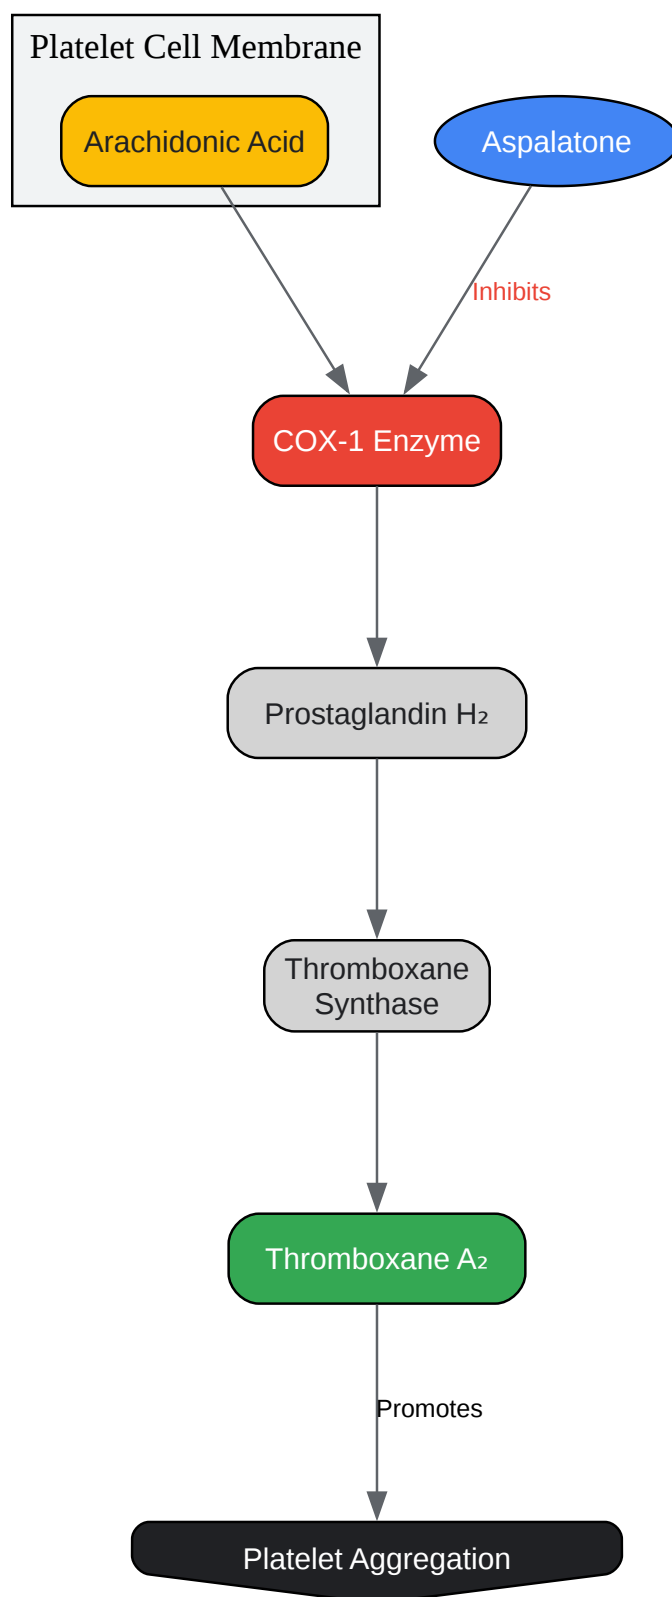 Platelet Cell Membrane
Arachidonic Acid
Aspalatone
Inhibits
COX-1 Enzyme
Prostaglandin H₂
Thromboxane
Synthase
Thromboxane A₂
Promotes
Platelet Aggregation